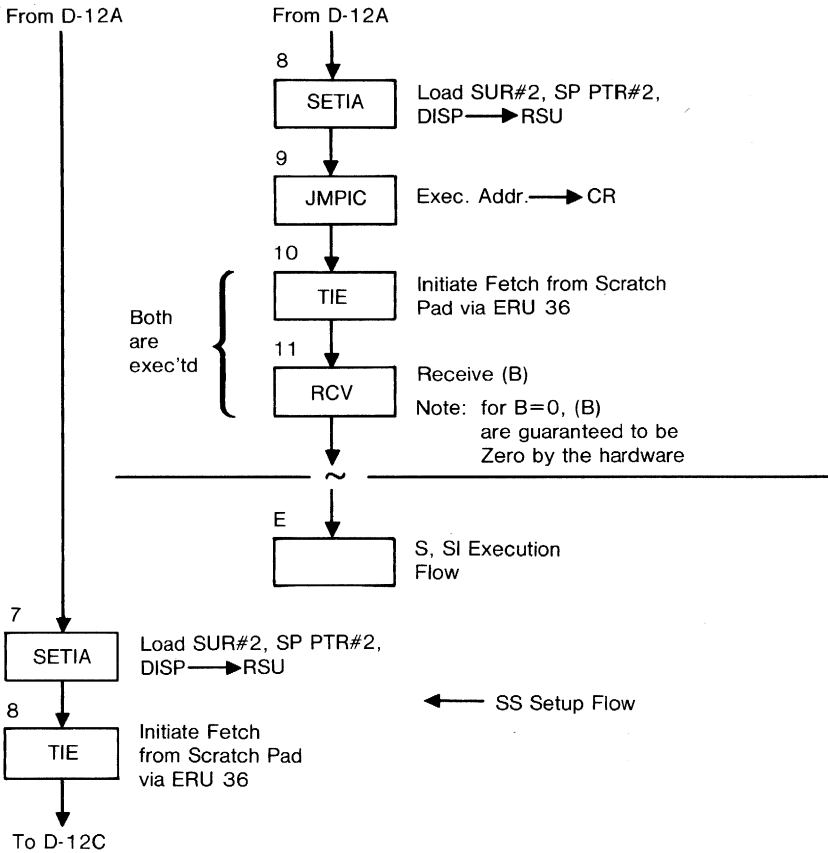 From D-12A
From D-12A
8
SETIA
Load SUR#2, SP PTR#2,
DISP RSU
9
JMPIC
Exec. Addr. CR
10
TIE
Initiate Fetch from Scratch
Pad via ERU 36
Both
are
exec'td
11
RCV
Receive (B)
Note: for B=0, (B)
are guaranteed to be
Zero by the hardware
~
E
S, SI Execution
Flow
7
SETIA
Load SUR#2, SP PTR#2,
DISP RSU
SS Setup Flow
8
TIE
Initiate Fetch
from Scratch Pad
via ERU 36
To D-12C